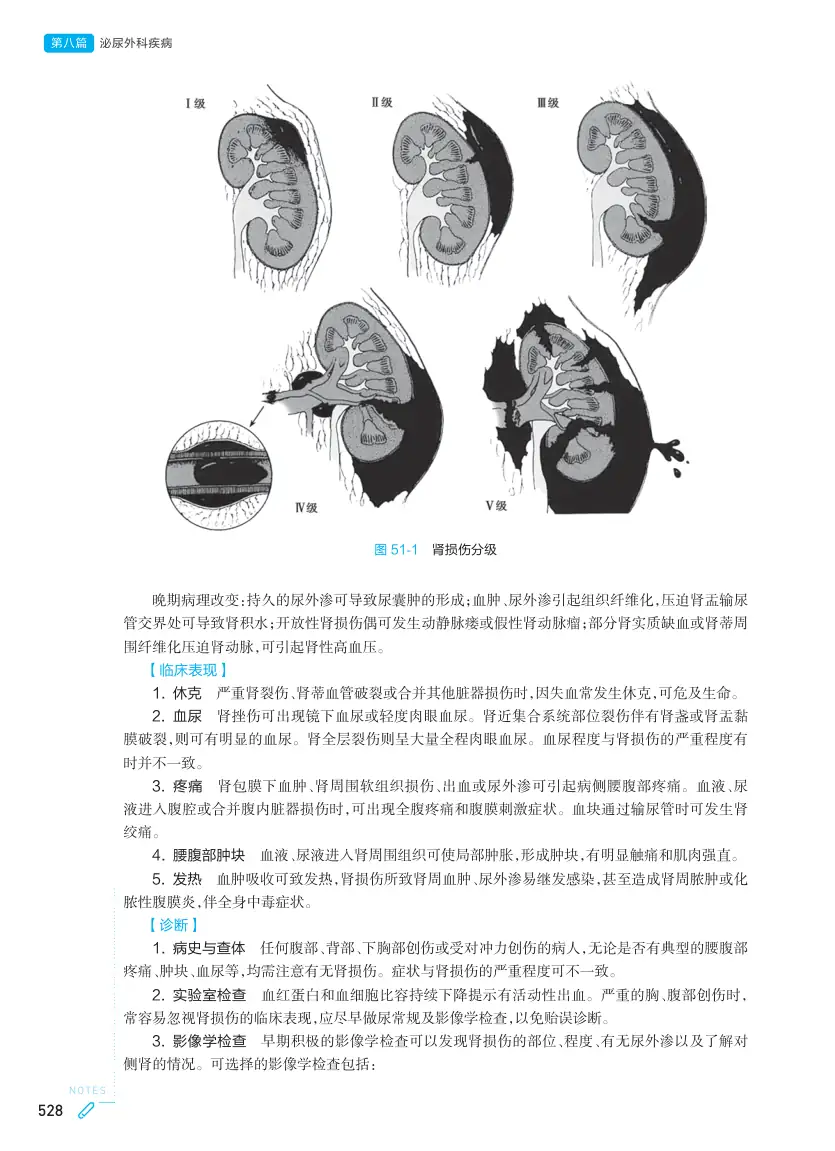 第八篇 泌尿外科疾病
Ⅰ级
Ⅱ级
Ⅲ级
Ⅳ级
Ⅴ级
图 51-1 肾损伤分级
晚期病理改变:持久的尿外渗可导致尿囊肿的形成;血肿、尿外渗引起组织纤维化,压迫肾盂输尿
管交界处可导致肾积水;开放性肾损伤偶可发生动静脉瘘或假性肾动脉瘤;部分肾实质缺血或肾蒂周
围纤维化压迫肾动脉,可引起肾性高血压。
【临床表现】
1. 休克 严重肾裂伤、肾蒂血管破裂或合并其他脏器损伤时,因失血常发生休克,可危及生命。
2. 血尿 肾挫伤可出现镜下血尿或轻度肉眼血尿。肾近集合系统部位裂伤伴有肾盏或肾盂黏
膜破裂,则可有明显的血尿。肾全层裂伤则呈大量全程肉眼血尿。血尿程度与肾损伤的严重程度有
时并不一致。
3. 疼痛 肾包膜下血肿、肾周围软组织损伤、出血或尿外渗可引起病侧腰腹部疼痛。血液、尿
液进入腹腔或合并腹内脏器损伤时,可出现全腹疼痛和腹膜刺激症状。血块通过输尿管时可发生肾
绞痛。
4. 腰腹部肿块 血液、尿液进入肾周围组织可使局部肿胀,形成肿块,有明显触痛和肌肉强直。
5. 发热 血肿吸收可致发热,肾损伤所致肾周血肿、尿外渗易继发感染,甚至造成肾周脓肿或化
脓性腹膜炎,伴全身中毒症状。
【诊断】
1. 病史与查体 任何腹部、背部、下胸部创伤或受对冲力创伤的病人,无论是否有典型的腰腹部
疼痛、肿块、血尿等,均需注意有无肾损伤。症状与肾损伤的严重程度可不一致。
2. 实验室检查 血红蛋白和血细胞比容持续下降提示有活动性出血。严重的胸、腹部创伤时,
常容易忽视肾损伤的临床表现,应尽早做尿常规及影像学检查,以免贻误诊断。
3. 影像学检查 早期积极的影像学检查可以发现肾损伤的部位、程度、有无尿外渗以及了解对
侧肾的情况。可选择的影像学检查包括:
NOTES
528